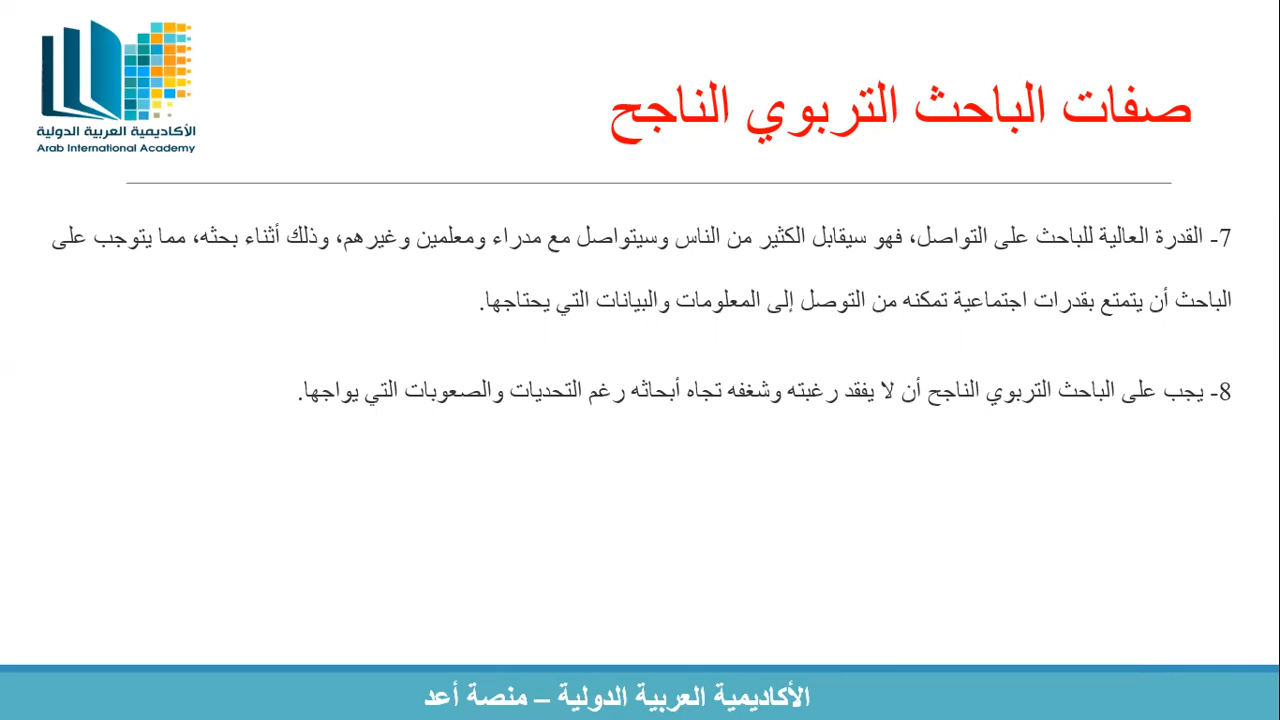 الأكاديمية العربية الدولية
Arab International Academy
صفات الباحث التربوي الناجح
7- القدرة العالية للباحث على التواصل، فهو سيقابل الكثير من الناس وسيتواصل مع مدراء ومعلمين وغيرهم، وذلك أثناء بحثه، مما يتوجب على
الباحث أن يتمتع بقدرات اجتماعية تمكنه من التوصل إلى المعلومات والبيانات التي يحتاجها.
8- يجب على الباحث التربوي الناجح أن لا يفقد رغبته وشغفه تجاه أبحاثه رغم التحديات والصعوبات التي يواجها.
الأكاديمية العربية الدولية – منصة أعد